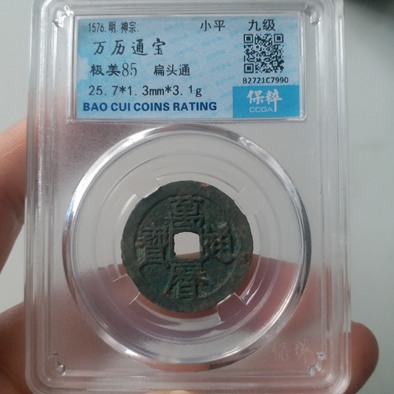 1576.明.神宗. 小平 九级
万历通宝
极美85 扁头通
25.7*1.3mm*3.1g
BAO CUI COINS RATING
B2721C7990
保粹
CCGA
萬曆通寶